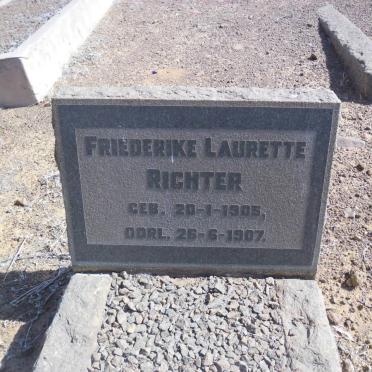 Friederike Laurette
Richter
GEB. 20-1-1905,
OORL. 26-6-1907.